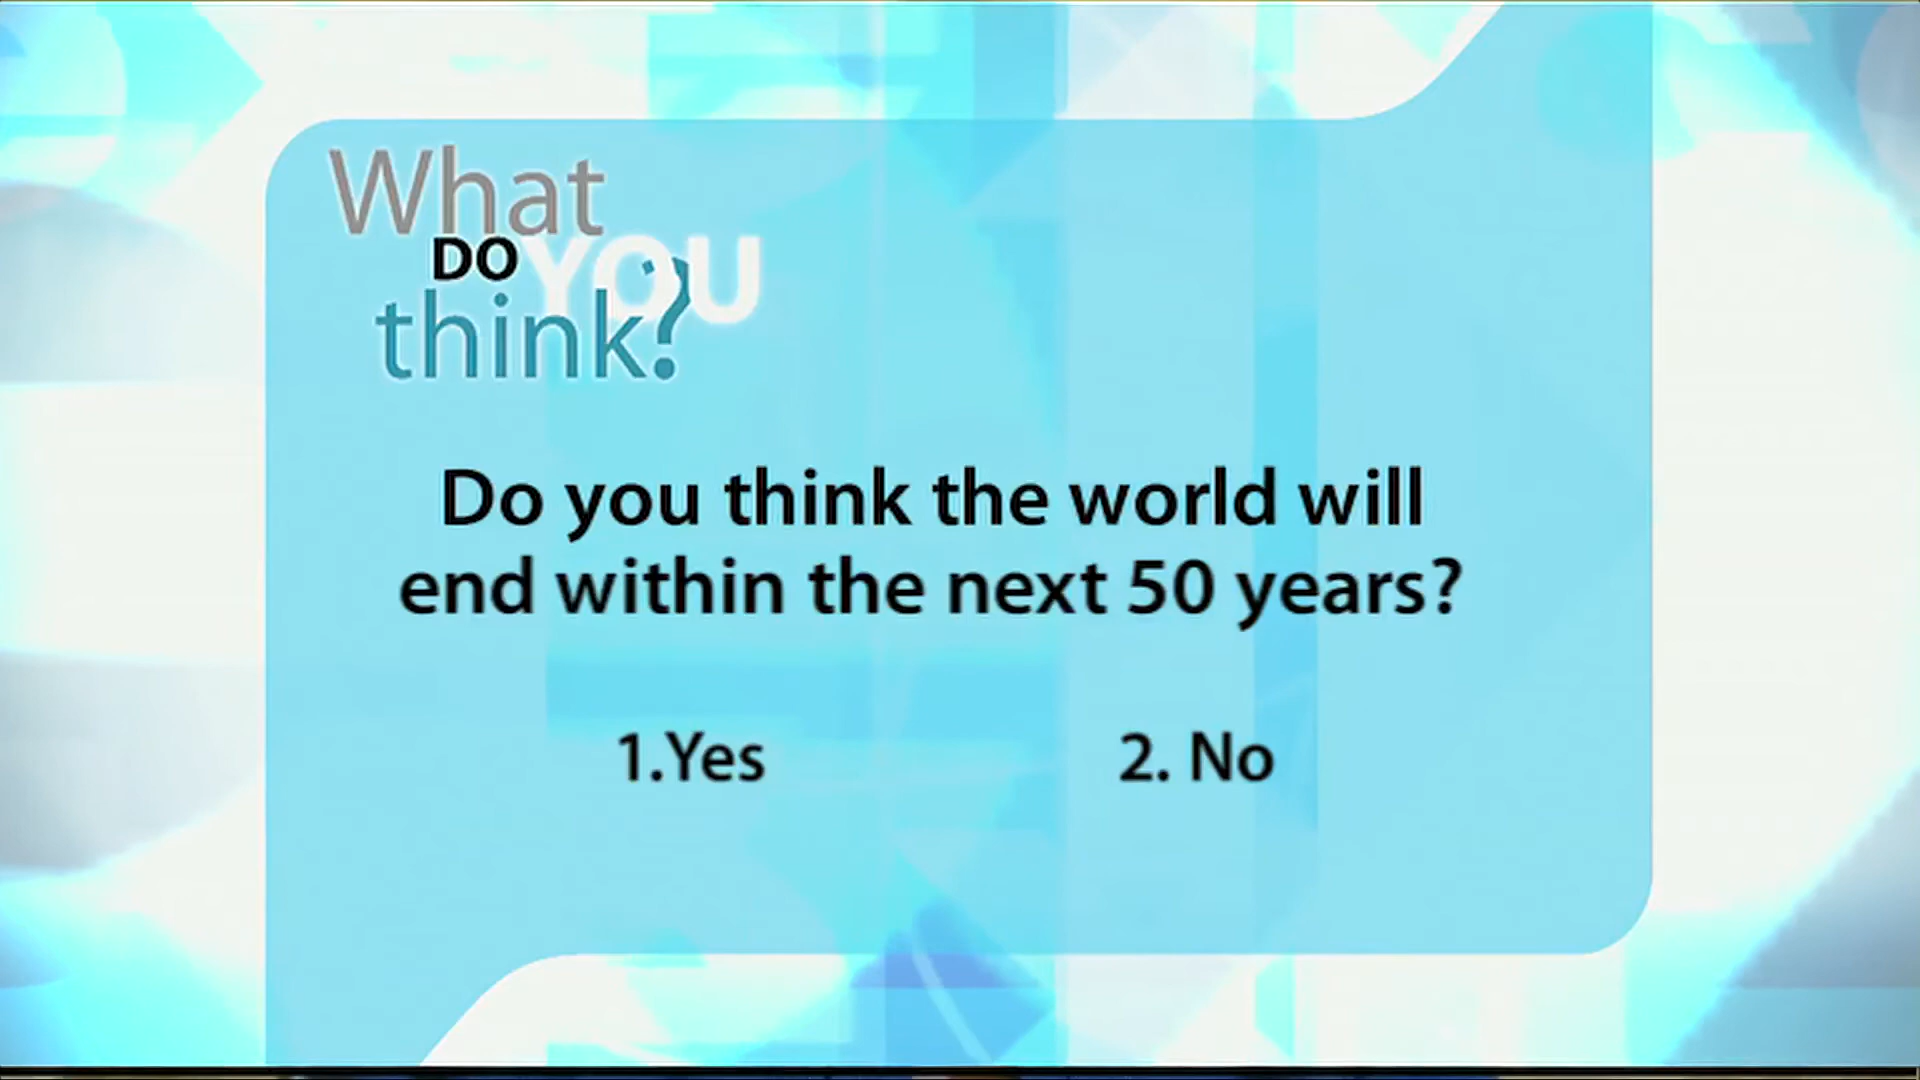 What
DO YOU
think?
Do you think the world will
end within the next 50 years?
1.Yes
2. No